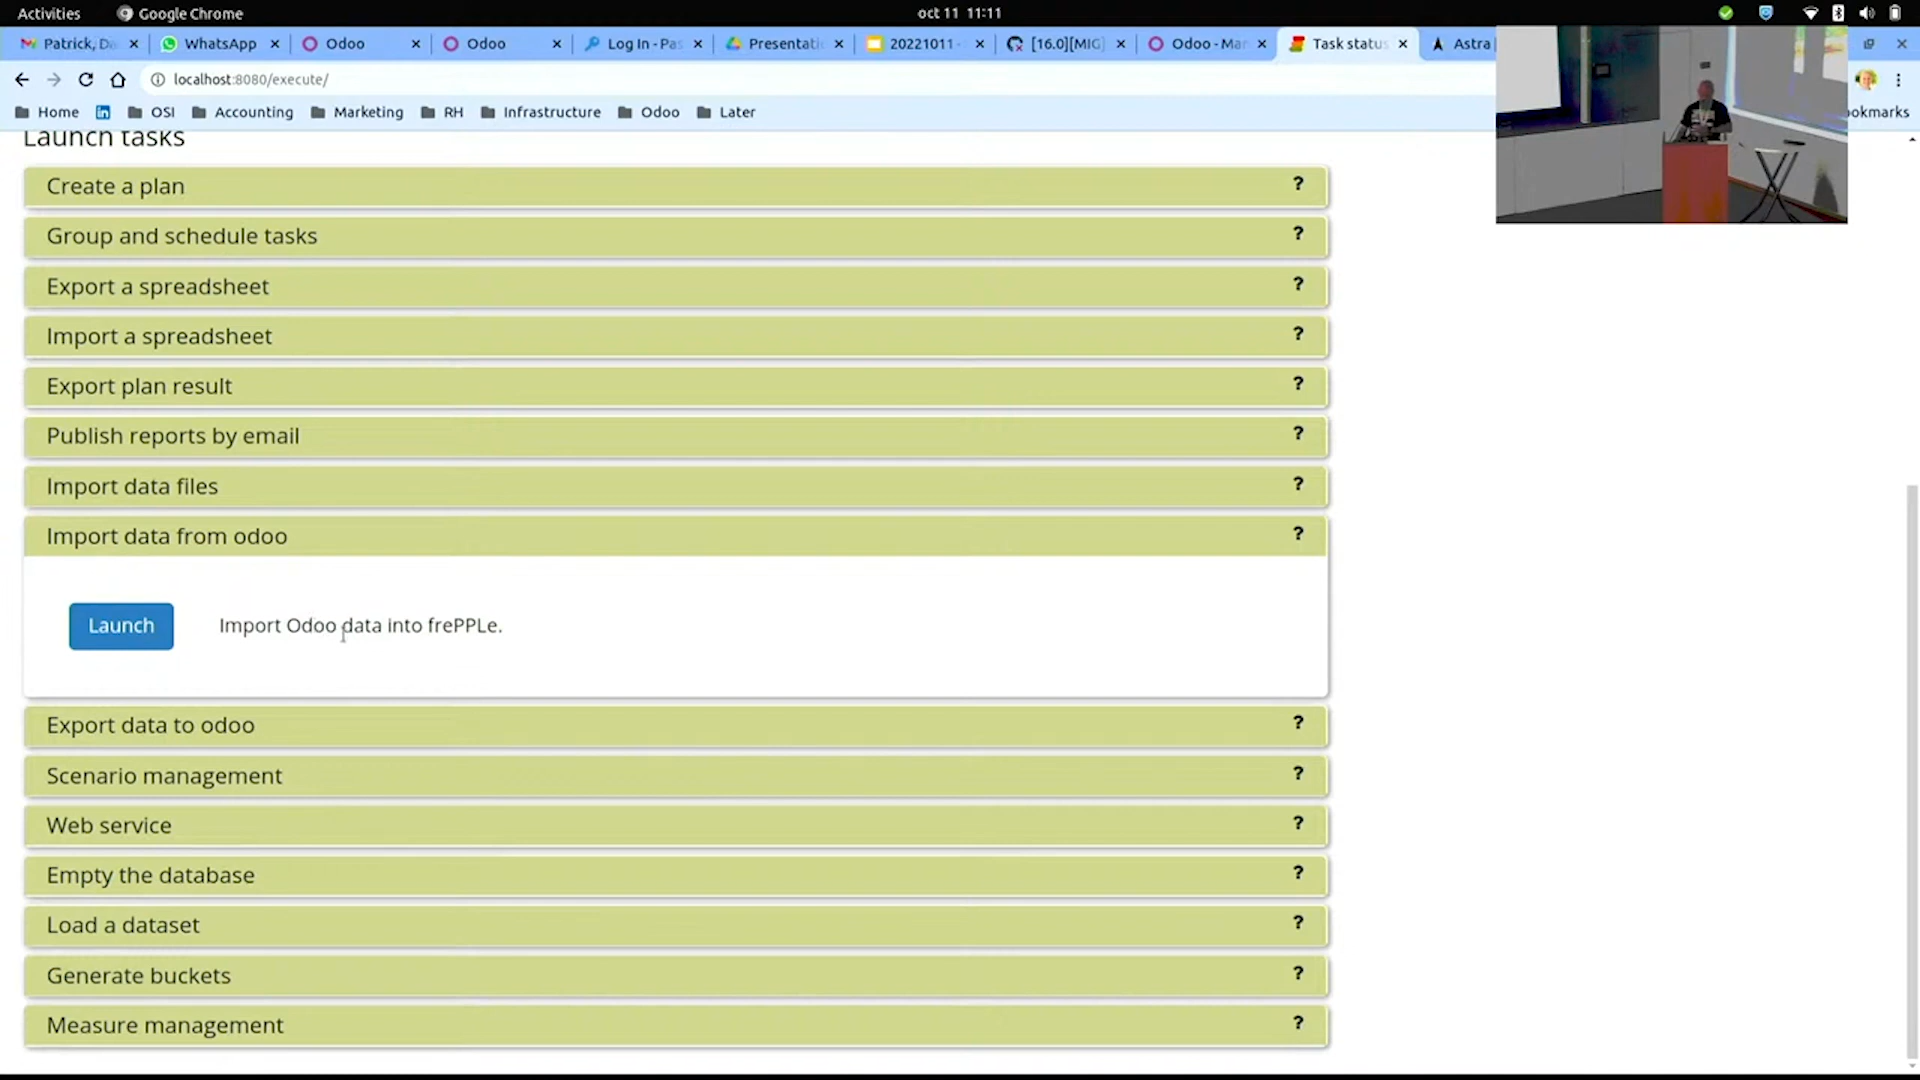 Activities
Google Chrome
oct 11 11:11
Patrick, Da
WhatsApp
Odoo
Odoo
Log In - Pas
Presentati
20221011 -
[16.0][MIG]
Odoo - Mar
Task status
Astra
localhost:8080/execute/
Home
OSI
Accounting
Marketing
RH
Infrastructure
Odoo
Later
ookmarks
Launch tasks
Create a plan ?
Group and schedule tasks ?
Export a spreadsheet ?
Import a spreadsheet ?
Export plan result ?
Publish reports by email ?
Import data files ?
Import data from odoo ?
Launch Import Odoo data into frePPLe.
Export data to odoo ?
Scenario management ?
Web service ?
Empty the database ?
Load a dataset ?
Generate buckets ?
Measure management ?